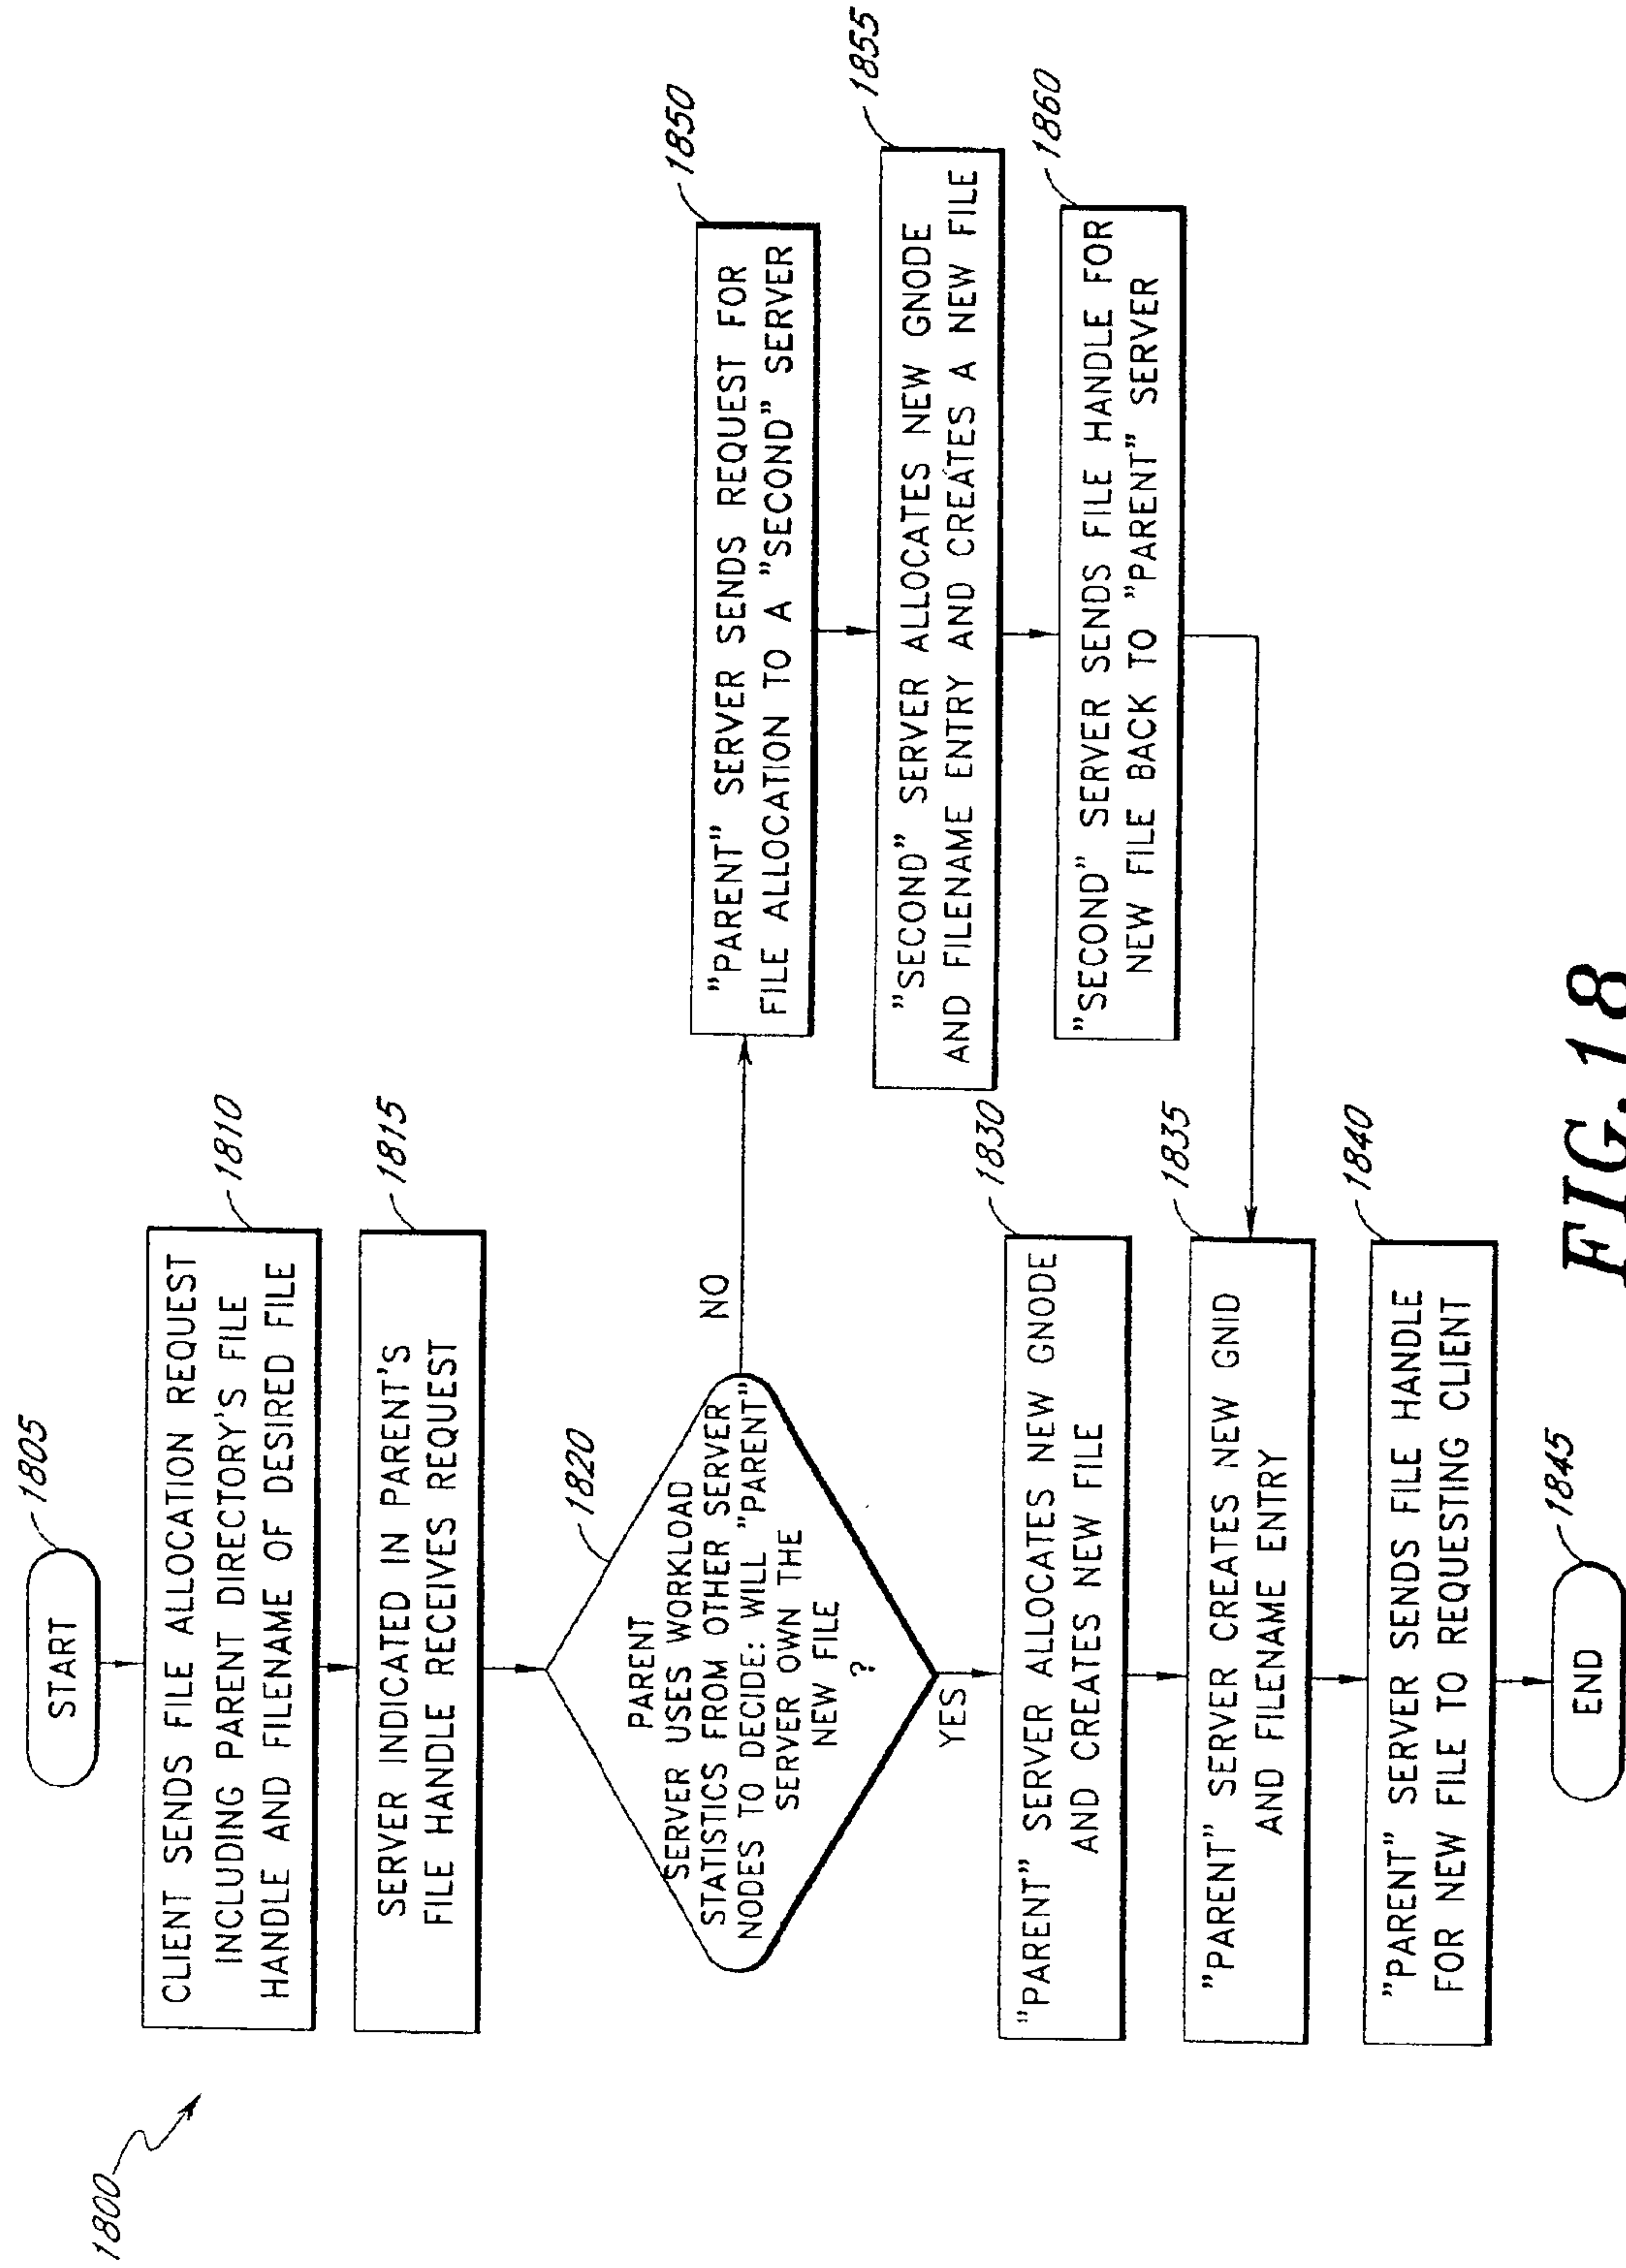 1800
START
1805
CLIENT SENDS FILE ALLOCATION REQUEST
INCLUDING PARENT DIRECTORY'S FILE
HANDLE AND FILENAME OF DESIRED FILE
1810
SERVER INDICATED IN PARENT'S
FILE HANDLE RECEIVES REQUEST
1815
PARENT
SERVER USES WORKLOAD
STATISTICS FROM OTHER SERVER
NODES TO DECIDE: WILL "PARENT"
SERVER OWN THE
NEW FILE
?
1820
NO
YES
"PARENT" SERVER ALLOCATES NEW GNODE
AND CREATES NEW FILE
1830
"PARENT" SERVER CREATES NEW GNID
AND FILENAME ENTRY
1835
"PARENT" SERVER SENDS FILE HANDLE
FOR NEW FILE TO REQUESTING CLIENT
1840
END
1845
"PARENT" SERVER SENDS REQUEST FOR
FILE ALLOCATION TO A "SECOND" SERVER
1850
"SECOND" SERVER ALLOCATES NEW GNODE
AND FILENAME ENTRY AND CREATES A NEW FILE
1855
"SECOND" SERVER SENDS FILE HANDLE FOR
NEW FILE BACK TO "PARENT" SERVER
1860
FIG.18